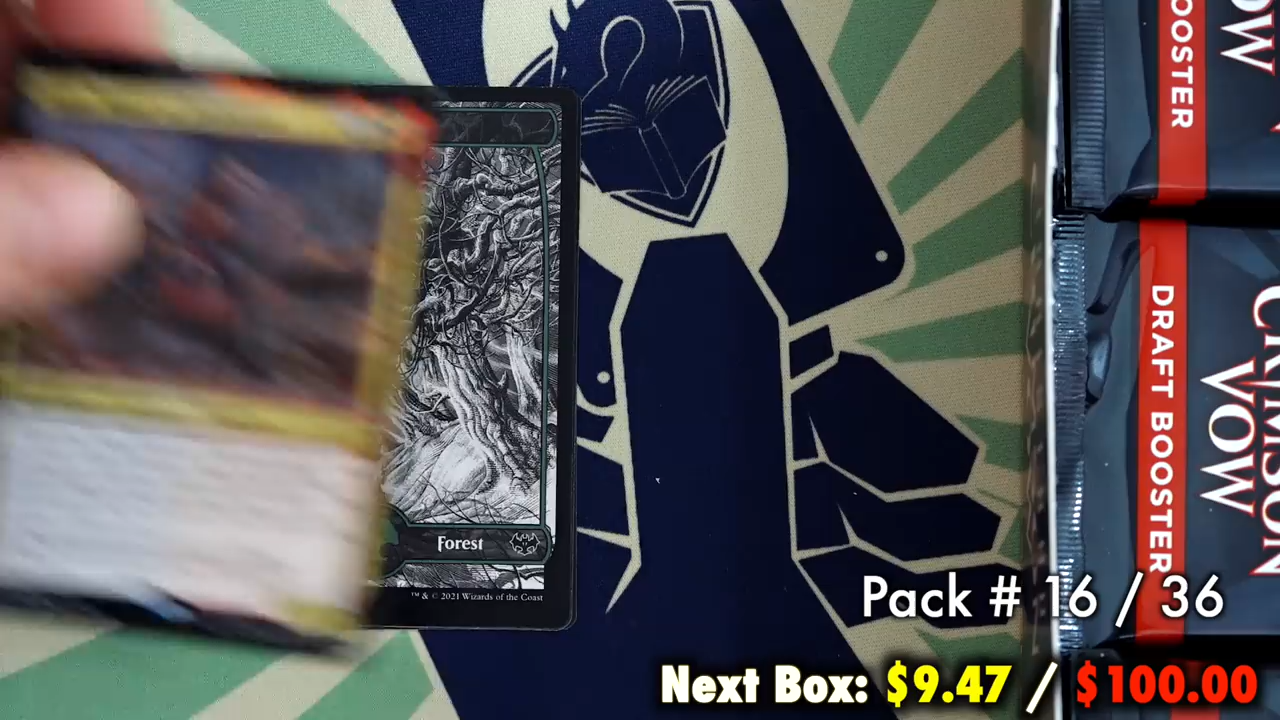 Forest
™ & © 2021 Wizards of the Coast
OOSTER
OW
DRAFT BOOSTER
CRIMSON
VOW
Pack # 16 / 36
Next Box: $9.47 / $100.00